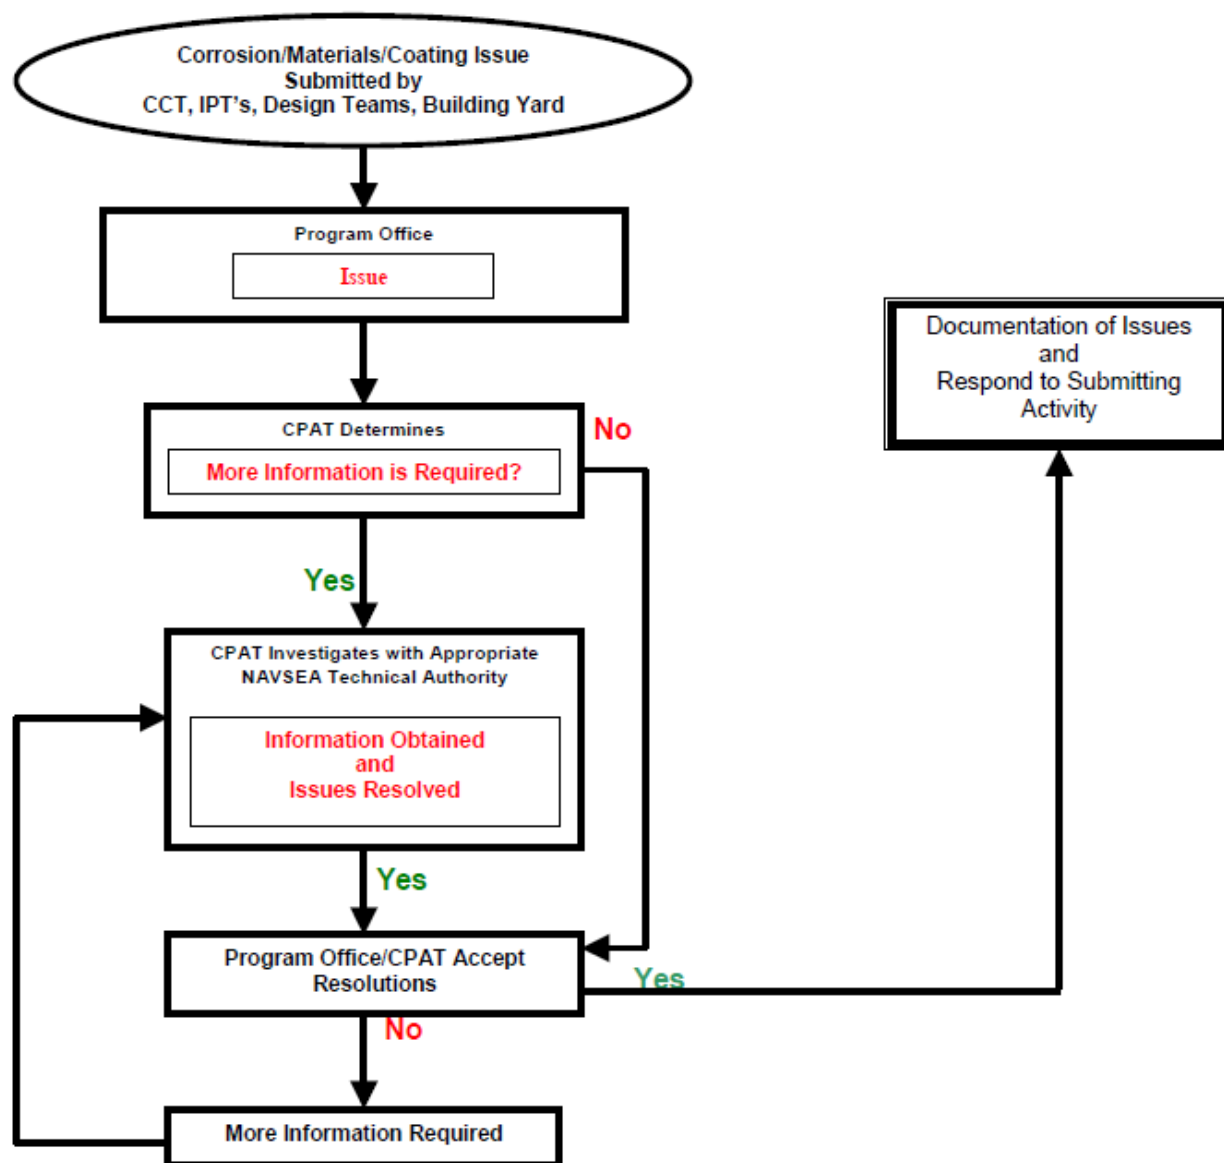 Corrosion/Materials/Coating Issue
Submitted by
CCT, IPT's, Design Teams, Building Yard
Program Office
Issue
CPAT Determines
No
More Information is Required?
Yes
CPAT Investigates with Appropriate
NAVSEA Technical Authority
Information Obtained
and
Issues Resolved
Yes
Program Office/CPAT Accept
Resolutions
Yes
No
More Information Required
Documentation of Issues
and
Respond to Submitting
Activity